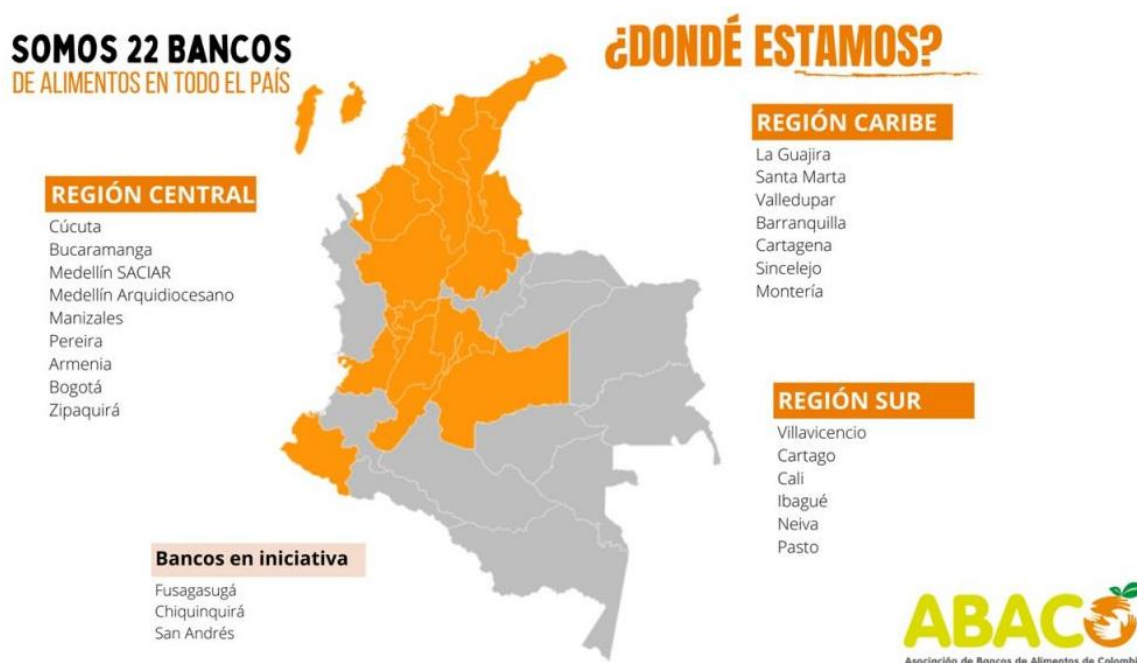 SOMOS 22 BANCOS
DE ALIMENTOS EN TODO EL PAÍS
¿DONDÉ ESTAMOS?
REGIÓN CENTRAL
Cúcuta
Bucaramanga
Medellín SACIAR
Medellín Arquidiocesano
Manizales
Pereira
Armenia
Bogotá
Zipaquirá
REGIÓN CARIBE
La Guajira
Santa Marta
Valledupar
Barranquilla
Cartagena
Sincelejo
Montería
REGIÓN SUR
Villavicencio
Cartago
Cali
Ibagué
Neiva
Pasto
Bancos en iniciativa
Fusagasugá
Chiquinquirá
San Andrés
ABACO
Asociación de Bancos de Alimentos de Colombi